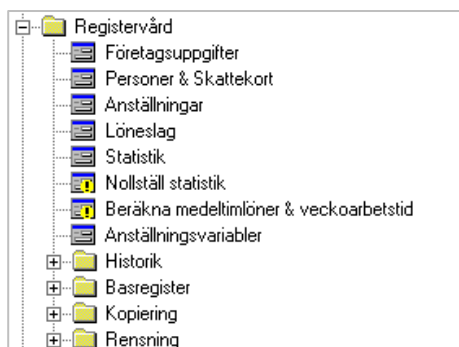 Registervård
Företagsuppgifter
Personer & Skattekort
Anställningar
Löneslag
Statistik
Nollställ statistik
Beräkna medeltimlöner & veckoarbetstid
Anställningsvariabler
Historik
Basregister
Kopiering
Rensning